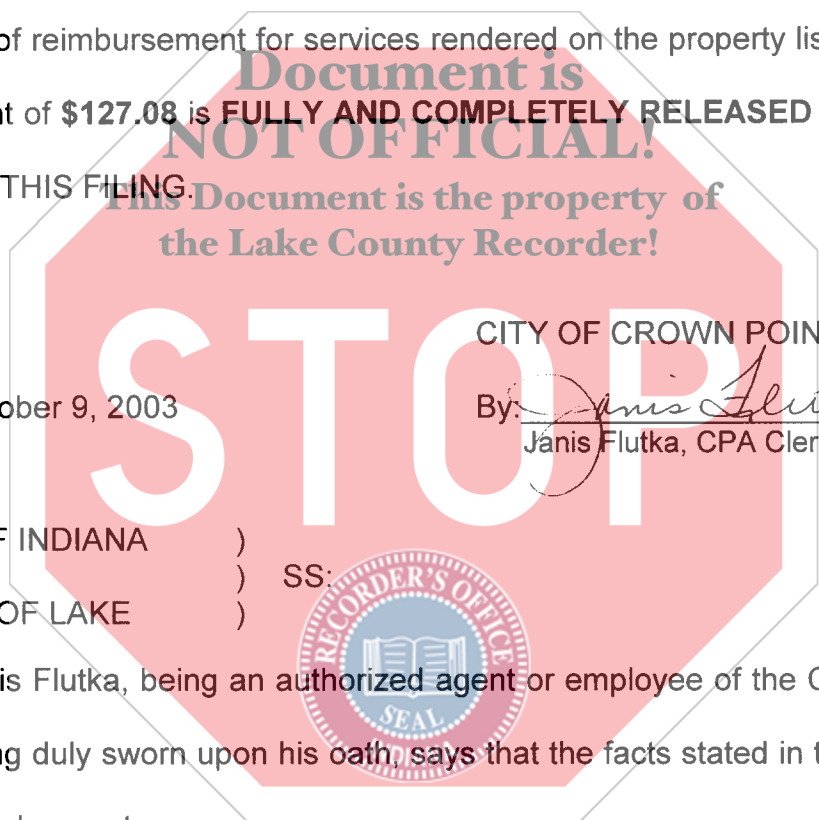 of reimbursement for services rendered on the property lis
Document is
t of $127.08 is FULLY AND COMPLETELY RELEASED
NOT OFFICIAL!
THIS FILING.
This Document is the property of
the Lake County Recorder!
STOP
CITY OF CROWN POIN
ober 9, 2003
By: Janis Flu
Janis Flutka, CPA Cler
F INDIANA )
) SS:
OF LAKE )
RECORDER'S OFFICE
SEAL
is Flutka, being an authorized agent or employee of the C
g duly sworn upon his oath, says that the facts stated in t